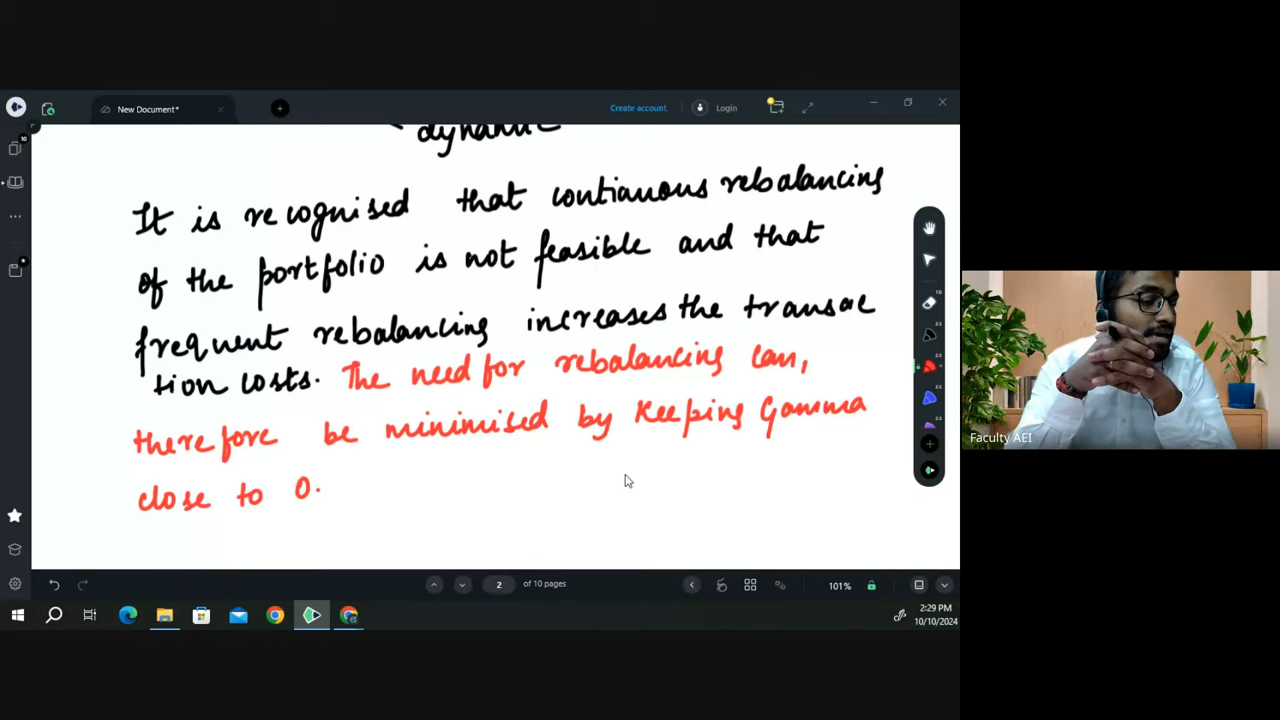 New Document*
Create account
Login
dynamic
It is recognised that contianous rebalancing
of the portfolio is not feasible and that
frequent rebalancing increases the transac
tion costs. The need for rebalancing can,
therefore be minimised by keeping Gamma
close to 0.
Faculty AEI
2 of 10 pages
101%
2:29 PM
10/10/2024